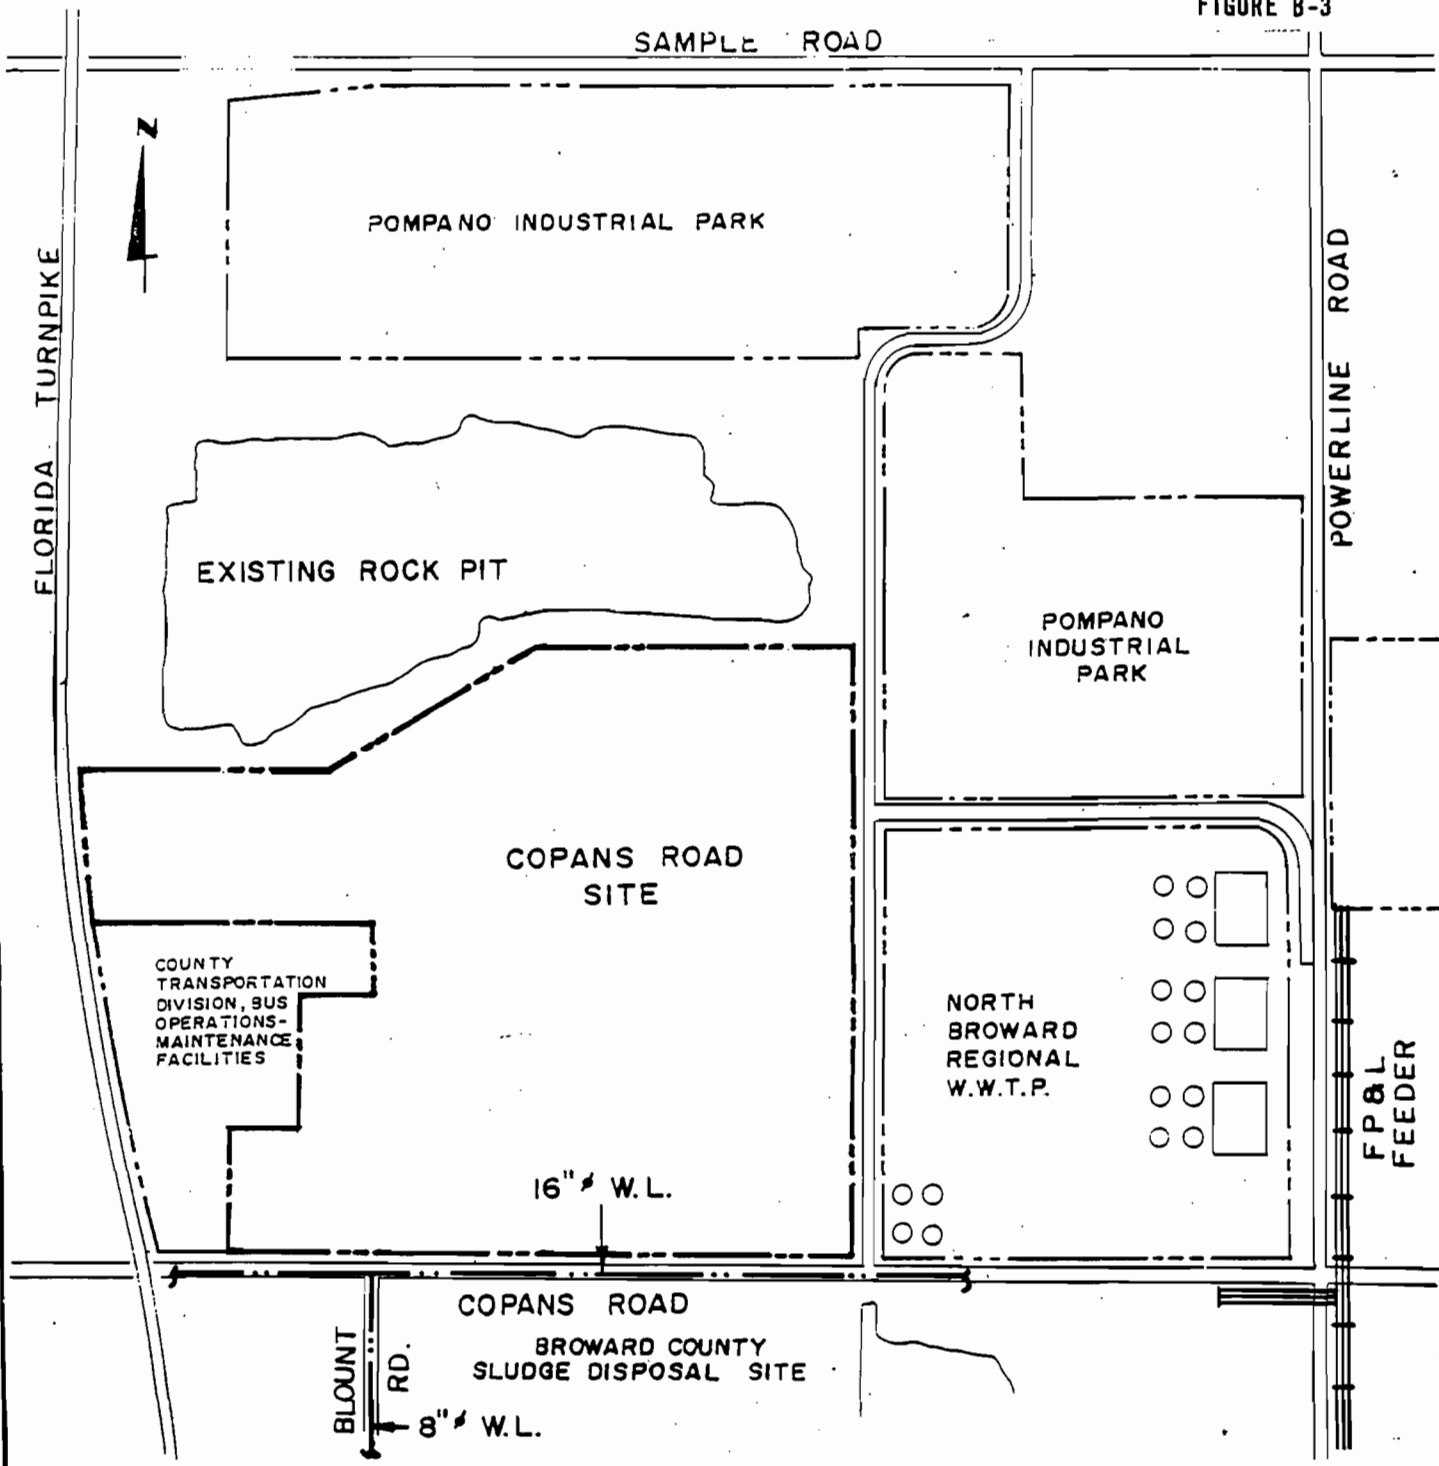 FIGURE B-3
SAMPLE ROAD
N
POMPANO INDUSTRIAL PARK
FLORIDA TURNPIKE
POWERLINE ROAD
EXISTING ROCK PIT
POMPANO
INDUSTRIAL
PARK
COPANS ROAD
SITE
COUNTY
TRANSPORTATION
DIVISION, BUS
OPERATIONS-
MAINTENANCE
FACILITIES
NORTH
BROWARD
REGIONAL
W.W.T.P.
FP&L
FEEDER
16"ø W.L.
COPANS ROAD
BLOUNT
RD.
BROWARD COUNTY
SLUDGE DISPOSAL SITE
8"ø W.L.